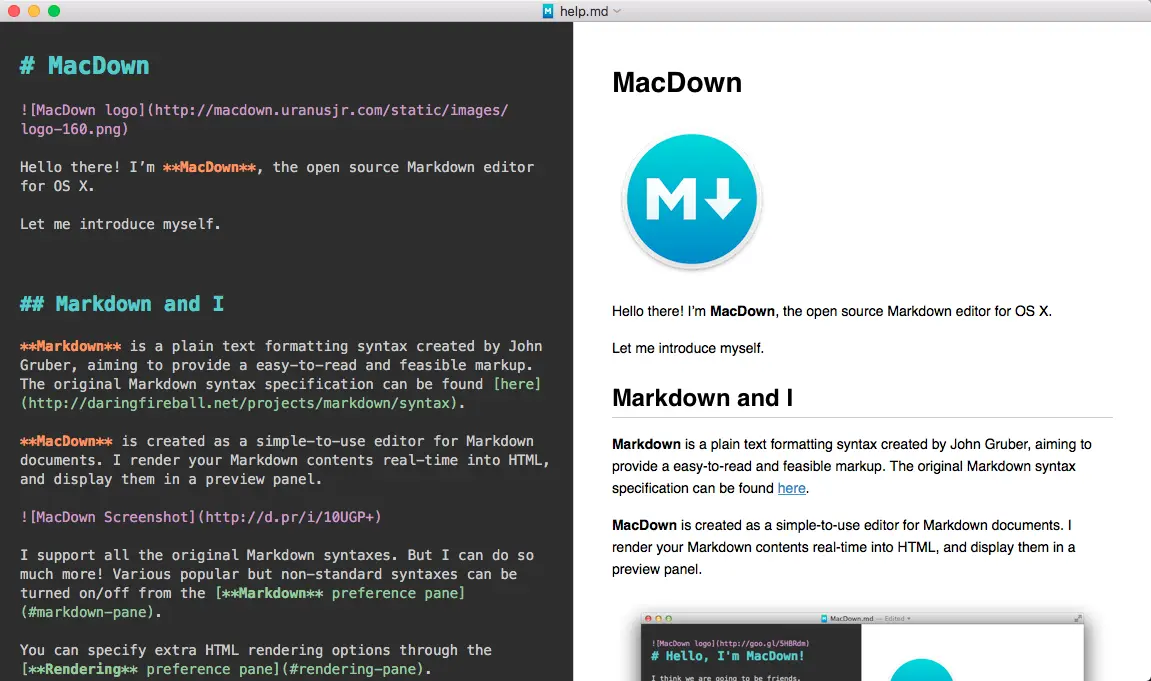 help.md
# MacDown
![MacDown logo](http://macdown.uranusjr.com/static/images/
logo-160.png)
Hello there! I’m **MacDown**, the open source Markdown editor
for OS X.
Let me introduce myself.
## Markdown and I
**Markdown** is a plain text formatting syntax created by John
Gruber, aiming to provide a easy-to-read and feasible markup.
The original Markdown syntax specification can be found [here]
(http://daringfireball.net/projects/markdown/syntax).
**MacDown** is created as a simple-to-use editor for Markdown
documents. I render your Markdown contents real-time into HTML,
and display them in a preview panel.
![MacDown Screenshot](http://d.pr/i/10UGP+)
I support all the original Markdown syntaxes. But I can do so
much more! Various popular but non-standard syntaxes can be
turned on/off from the [**Markdown** preference pane]
(#markdown-pane).
You can specify extra HTML rendering options through the
[**Rendering** preference pane](#rendering-pane).
MacDown
M
Hello there! I’m MacDown, the open source Markdown editor for OS X.
Let me introduce myself.
Markdown and I
Markdown is a plain text formatting syntax created by John Gruber, aiming to
provide a easy-to-read and feasible markup. The original Markdown syntax
specification can be found here.
MacDown is created as a simple-to-use editor for Markdown documents. I
render your Markdown contents real-time into HTML, and display them in a
preview panel.
MacDown.md — Edited
![MacDown logo](http://goo.gl/5HBRdm)
# Hello, I'm MacDown!
I think we are going to be friends.